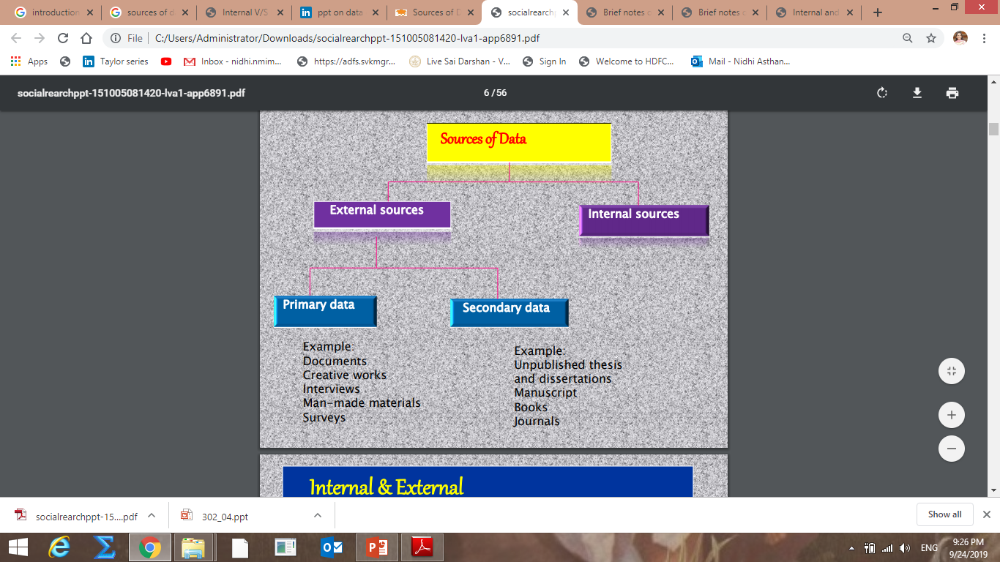 introduction
sources of d
Internal V/S
ppt on data
Sources of D
socialrearchp
Brief notes o
Brief notes o
Internal and
File
C:/Users/Administrator/Downloads/socialrearchppt-151005081420-lva1-app6891.pdf
Apps
Taylor series
Inbox - nidhi.nmim...
https://adfs.svkmgr...
Live Sai Darshan - V...
Sign In
Welcome to HDFC...
Mail - Nidhi Asthan...
socialrearchppt-151005081420-lva1-app6891.pdf
6 / 56
Sources of Data
External sources
Internal sources
Primary data
Secondary data
Example:
Documents
Creative works
Interviews
Man-made materials
Surveys
Example:
Unpublished thesis
and dissertations
Manuscript
Books
Journals
Internal & External
socialrearchppt-15....pdf
302_04.ppt
Show all
ENG
9:26 PM
9/24/2019